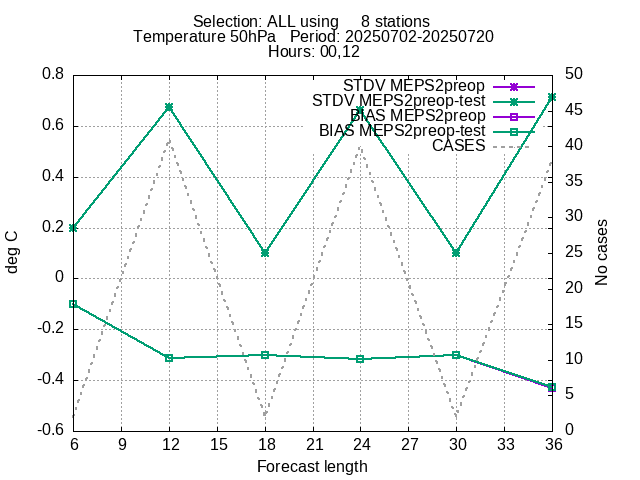 Selection: ALL using 8 stations
Temperature 50hPa Period: 20250702-20250720
Hours: 00,12
STDV MEPS2preop
STDV MEPS2preop-test
BIAS MEPS2preop
BIAS MEPS2preop-test
CASES
0.8
0.6
0.4
0.2
0
-0.2
-0.4
-0.6
deg C
50
45
40
35
30
25
20
15
10
5
0
No cases
6 9 12 15 18 21 24 27 30 33 36
Forecast length